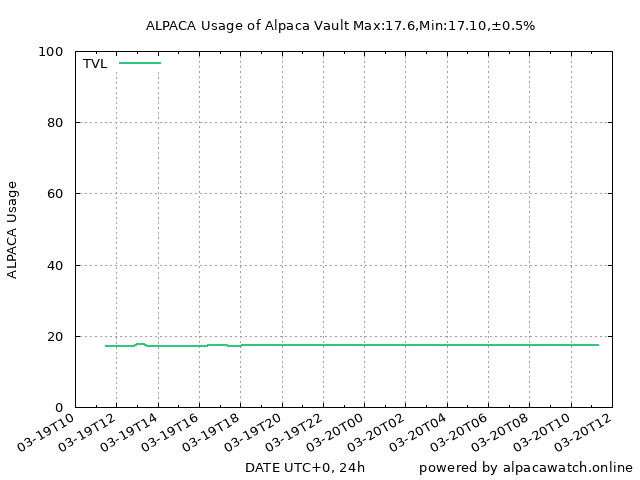 ALPACA Usage of Alpaca Vault Max:17.6,Min:17.10,±0.5%
TVL
ALPACA Usage
100
80
60
40
20
0
03-19T10
03-19T12
03-19T14
03-19T16
03-19T18
03-19T20
03-19T22
03-20T00
03-20T02
03-20T04
03-20T06
03-20T08
03-20T10
03-20T12
DATE UTC+0, 24h
powered by alpacawatch.online